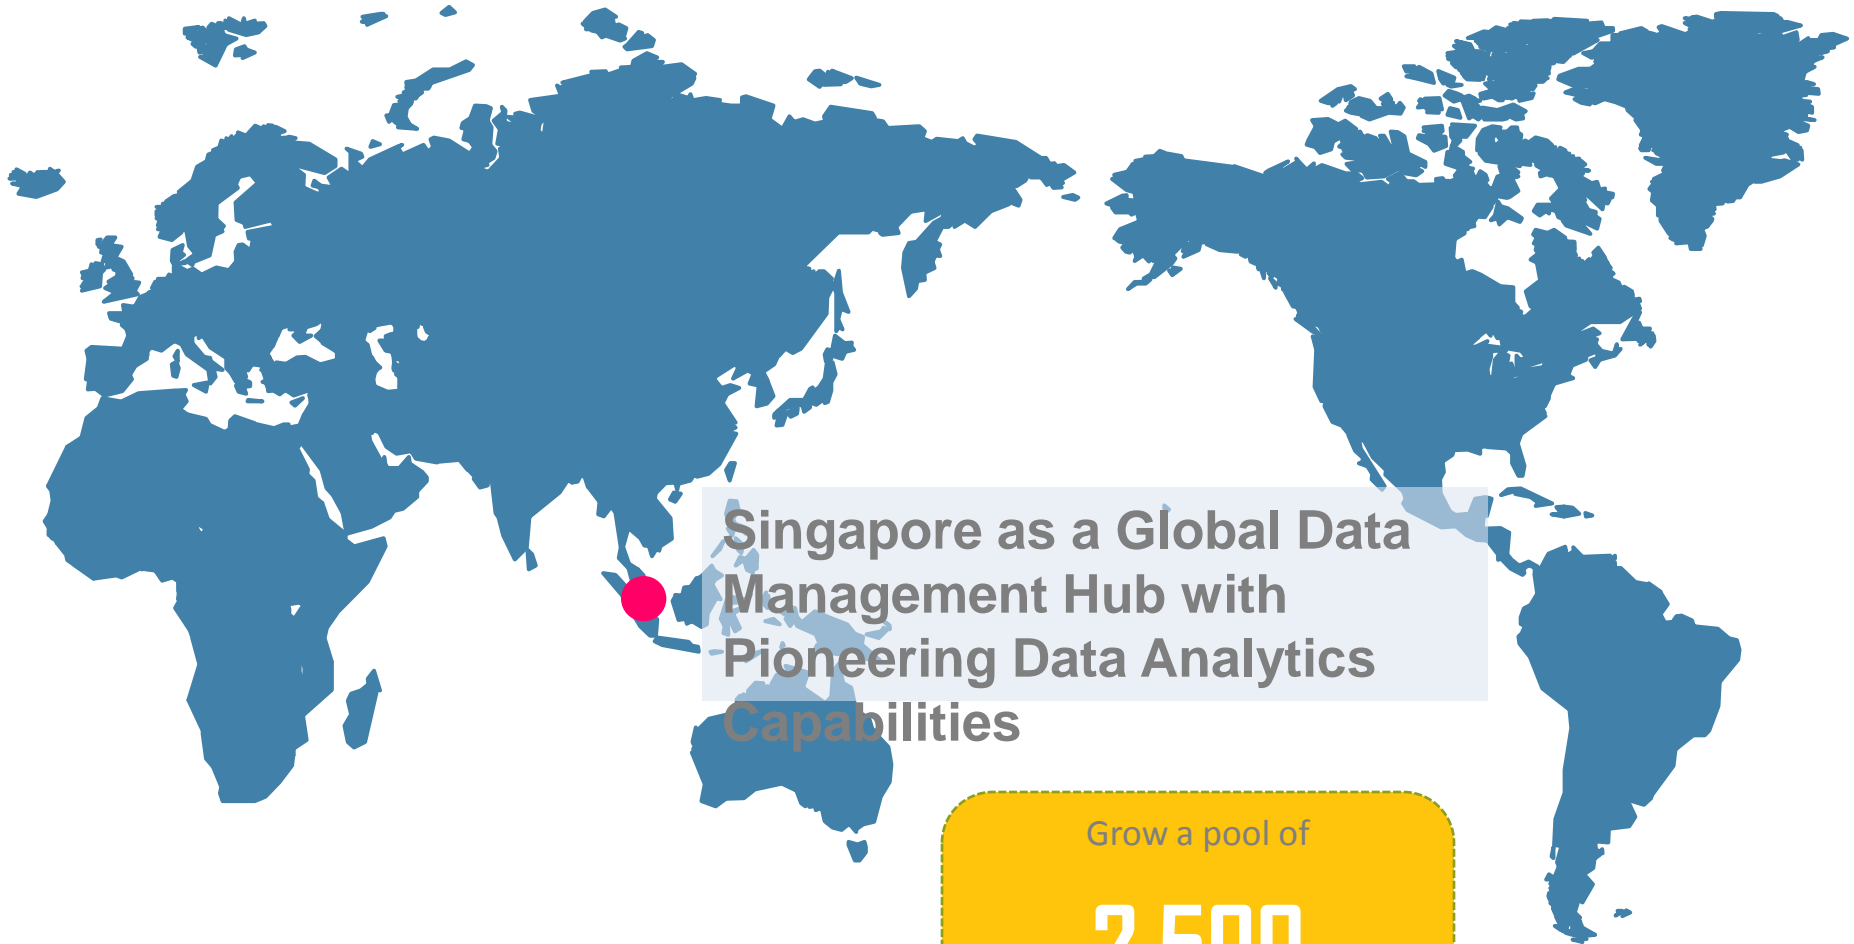 Singapore as a Global Data
Management Hub with
Pioneering Data Analytics
Capabilities
Grow a pool of
2,500